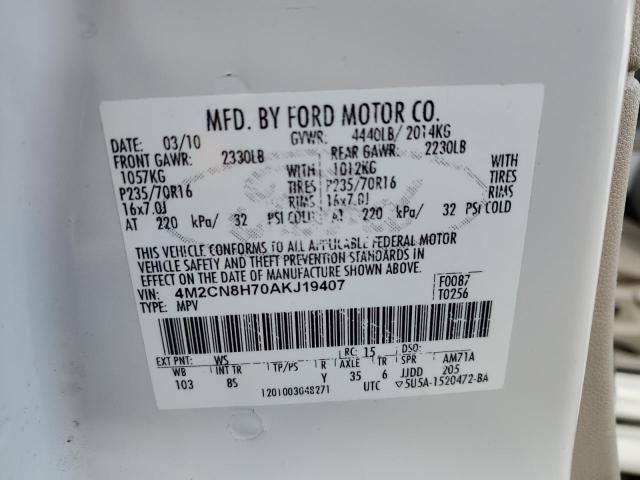 MFD. BY FORD MOTOR CO.
DATE: 03/10 GVWR: 4440LB/ 2014KG
FRONT GAWR: 2330LB REAR GAWR: 2230LB
1057KG WITH 1012KG WITH
P235/70R16 TIRES P235/70R16 TIRES
16x7.0J RIMS 16x7.0J RIMS
AT 220 kPa/ 32 PSI COLD AT 220 kPa/ 32 PSI COLD
THIS VEHICLE CONFORMS TO ALL APPLICABLE FEDERAL MOTOR
VEHICLE SAFETY AND THEFT PREVENTION STANDARDS IN
EFFECT ON THE DATE OF MANUFACTURE SHOWN ABOVE.
VIN: 4M2CN8H70AKJ19407 F0087
TYPE: MPV T0256
EXT PNT: WS RC: 15 DSO:
WB INT TR TP/PS R AXLE TR SPR AM71A
103 8S Y 35 6 JJDD 205
1201003048271 UTC 5U5A-1520472-BA